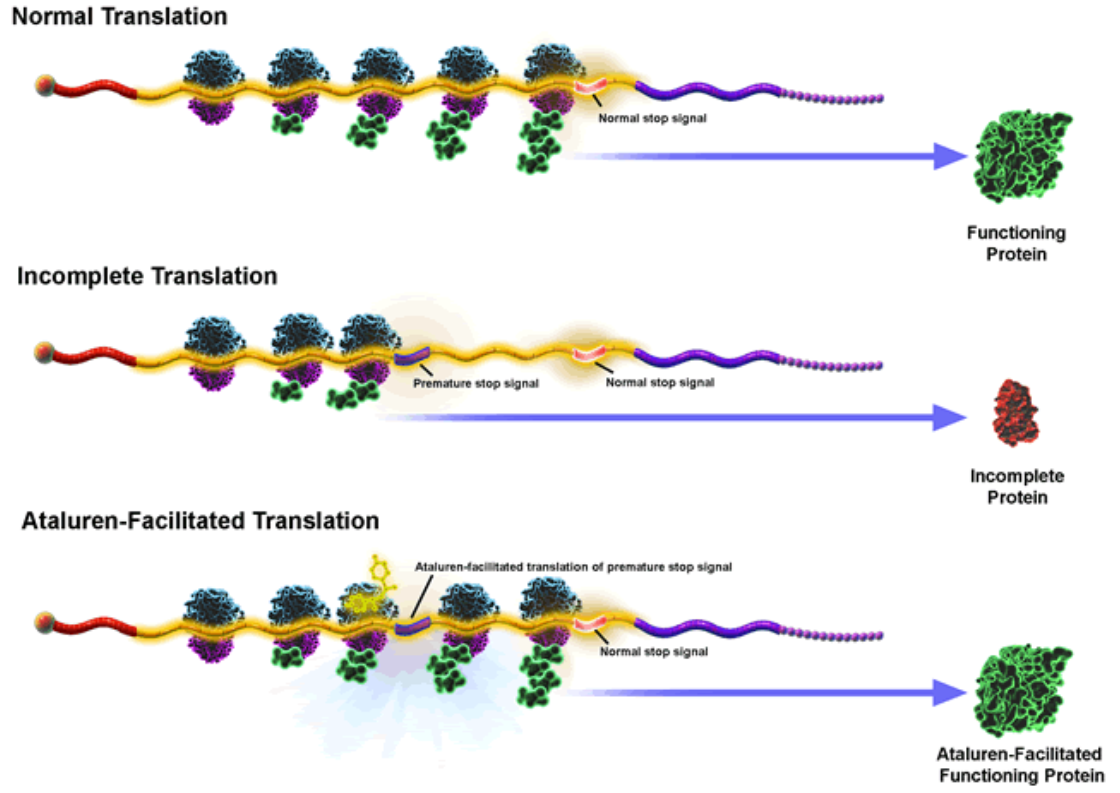 Normal Translation
Normal stop signal
Functioning
Protein
Incomplete Translation
Premature stop signal
Normal stop signal
Incomplete
Protein
Ataluren-Facilitated Translation
Ataluren-facilitated translation of premature stop signal
Normal stop signal
Ataluren-Facilitated
Functioning Protein